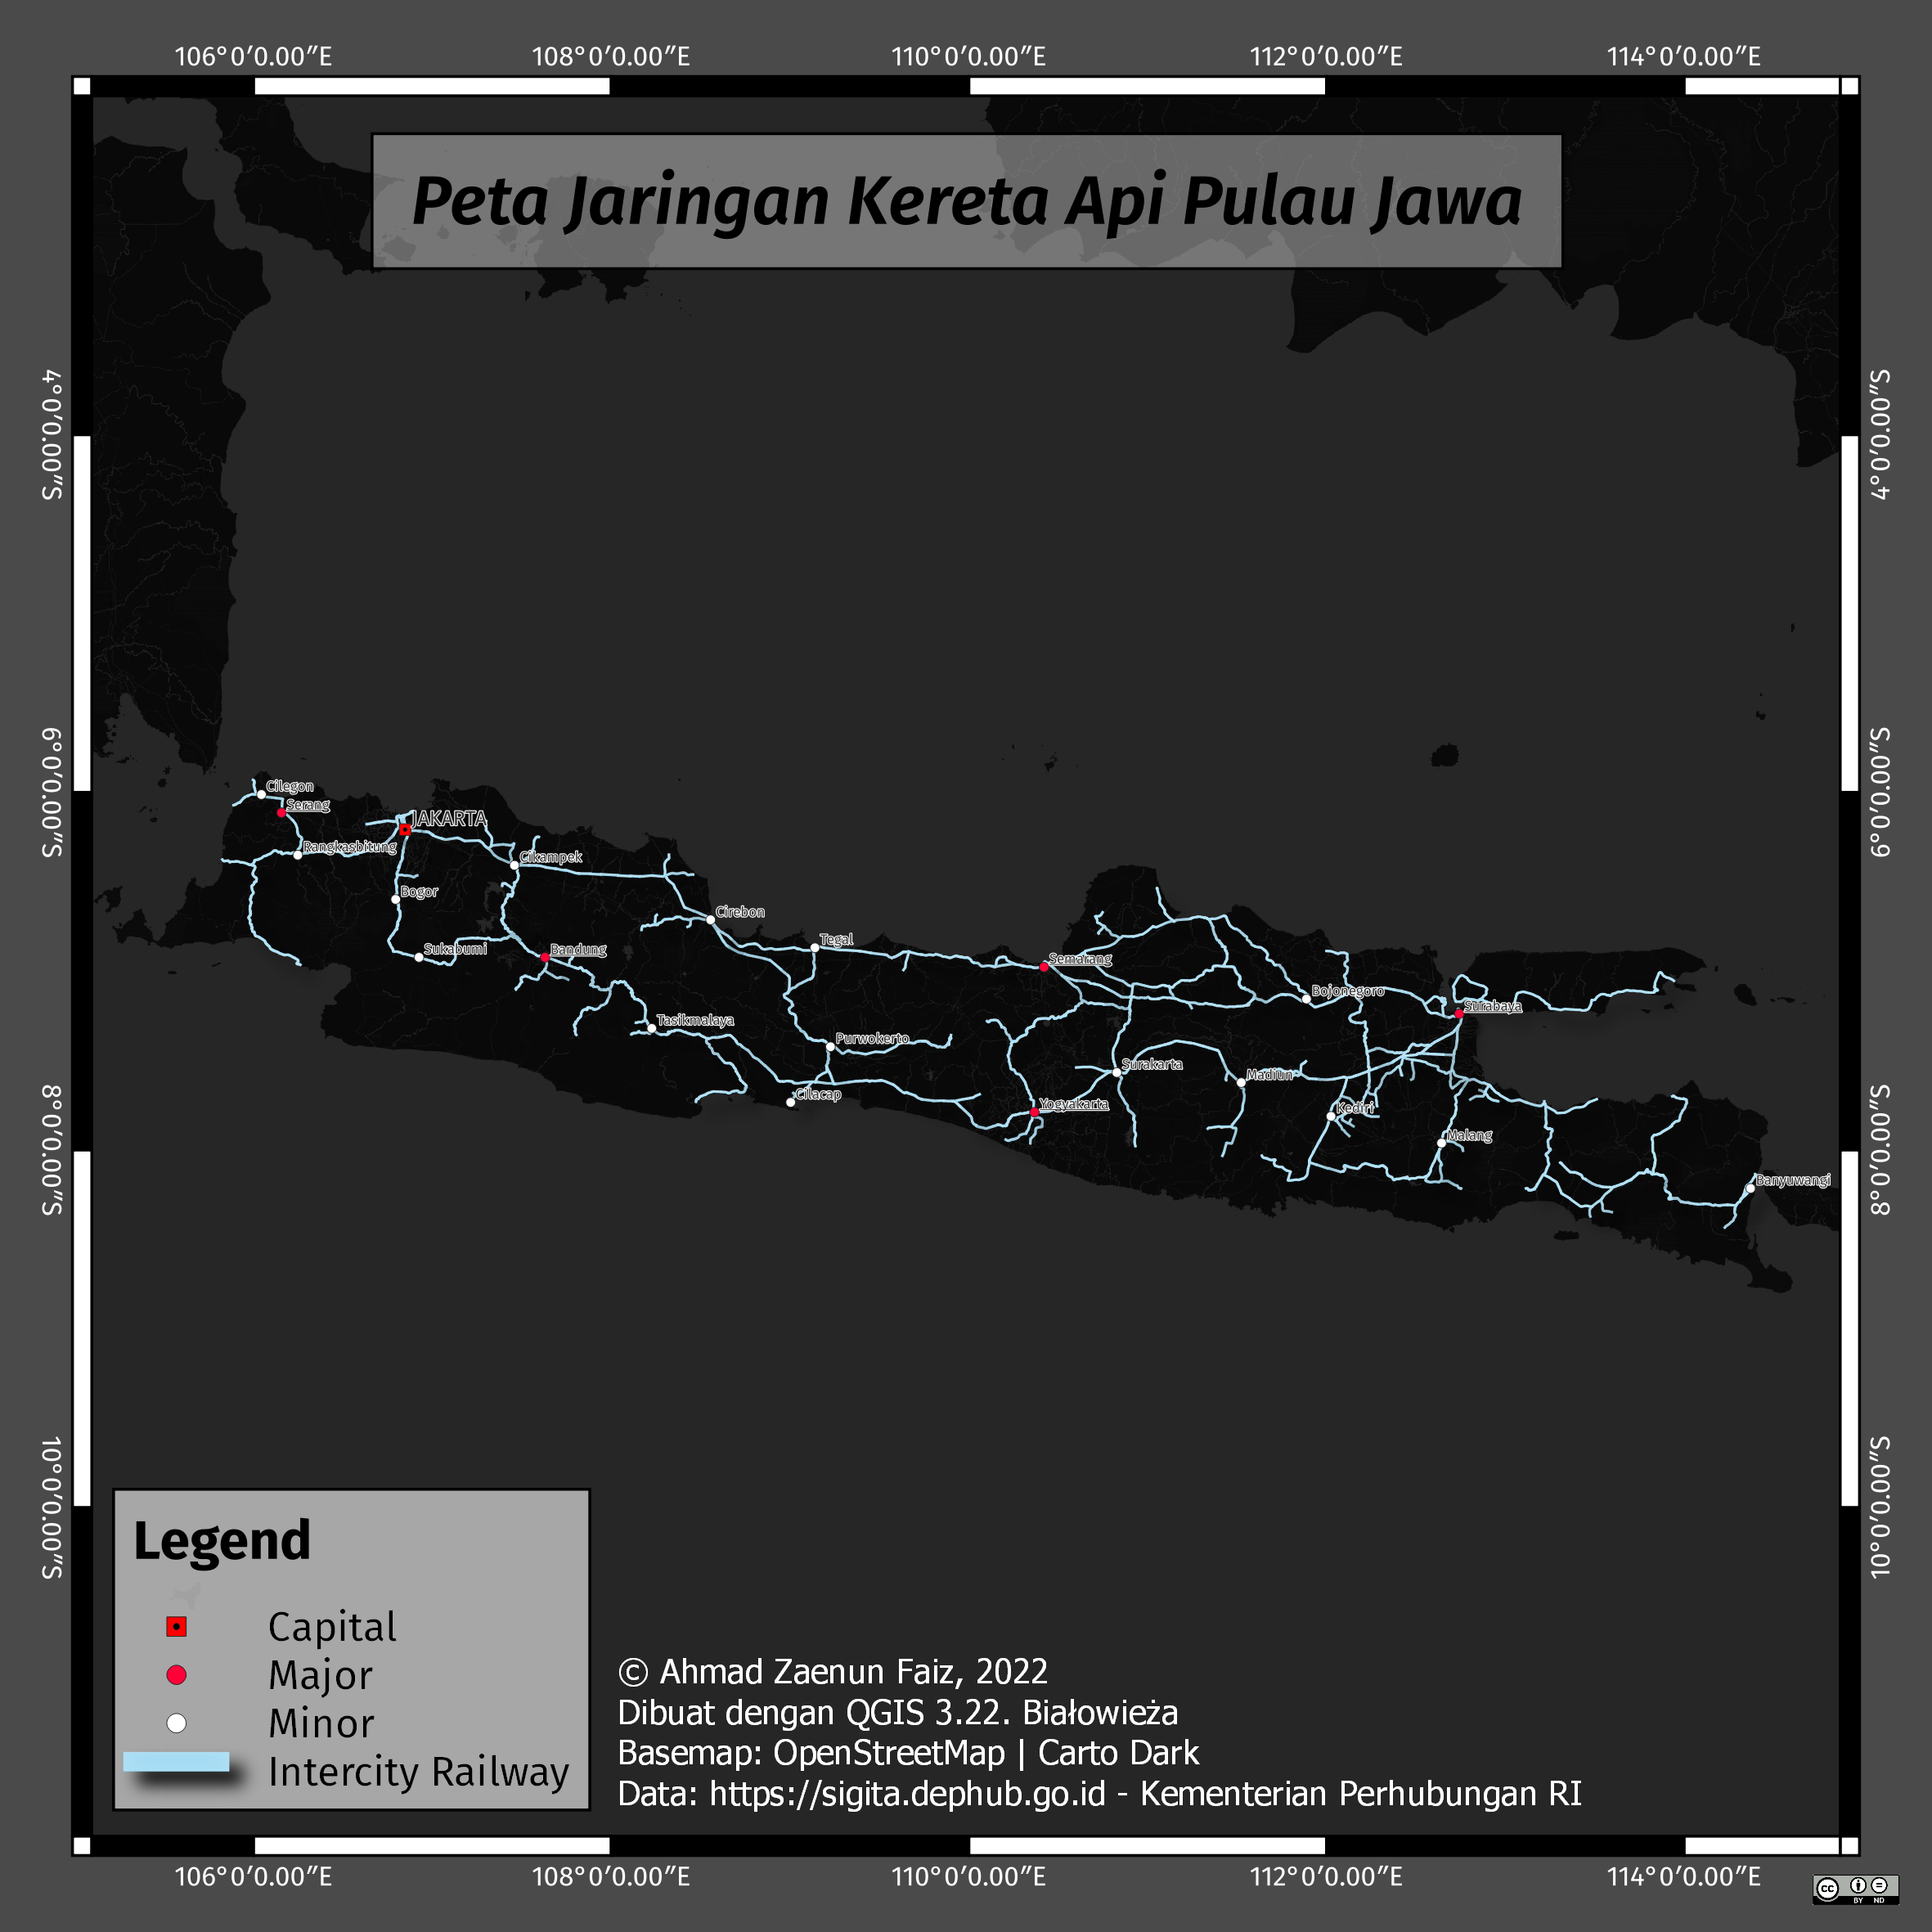 106°0′0.00″E 108°0′0.00″E 110°0′0.00″E 112°0′0.00″E 114°0′0.00″E
Peta Jaringan Kereta Api Pulau Jawa
4°0′0.00″S
4°0′0.00″S
6°0′0.00″S
6°0′0.00″S
Cilegon
Serang
JAKARTA
Rangkasbitung
Cikampek
Bogor
Cirebon
Sukabumi
Bandung
Tegal
Semarang
Bojonegoro
Surabaya
Tasikmalaya
Purwokerto
Surakarta
Madiun
Cilacap
Yogyakarta
Kediri
Malang
Banyuwangi
8°0′0.00″S
8°0′0.00″S
10°0′0.00″S
10°0′0.00″S
Legend
Capital
Major
Minor
Intercity Railway
© Ahmad Zaenun Faiz, 2022
Dibuat dengan QGIS 3.22. Białowieża
Basemap: OpenStreetMap | Carto Dark
Data: https://sigita.dephub.go.id - Kementerian Perhubungan RI
106°0′0.00″E 108°0′0.00″E 110°0′0.00″E 112°0′0.00″E 114°0′0.00″E
cc
BY ND